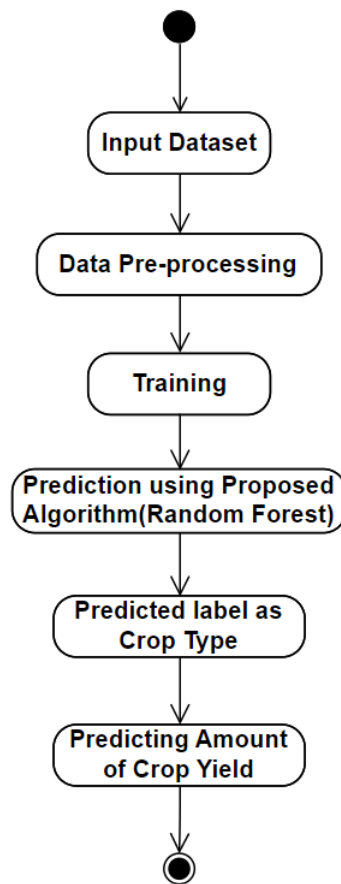 Input Dataset
Data Pre-processing
Training
Prediction using Proposed
Algorithm(Random Forest)
Predicted label as
Crop Type
Predicting Amount
of Crop Yield